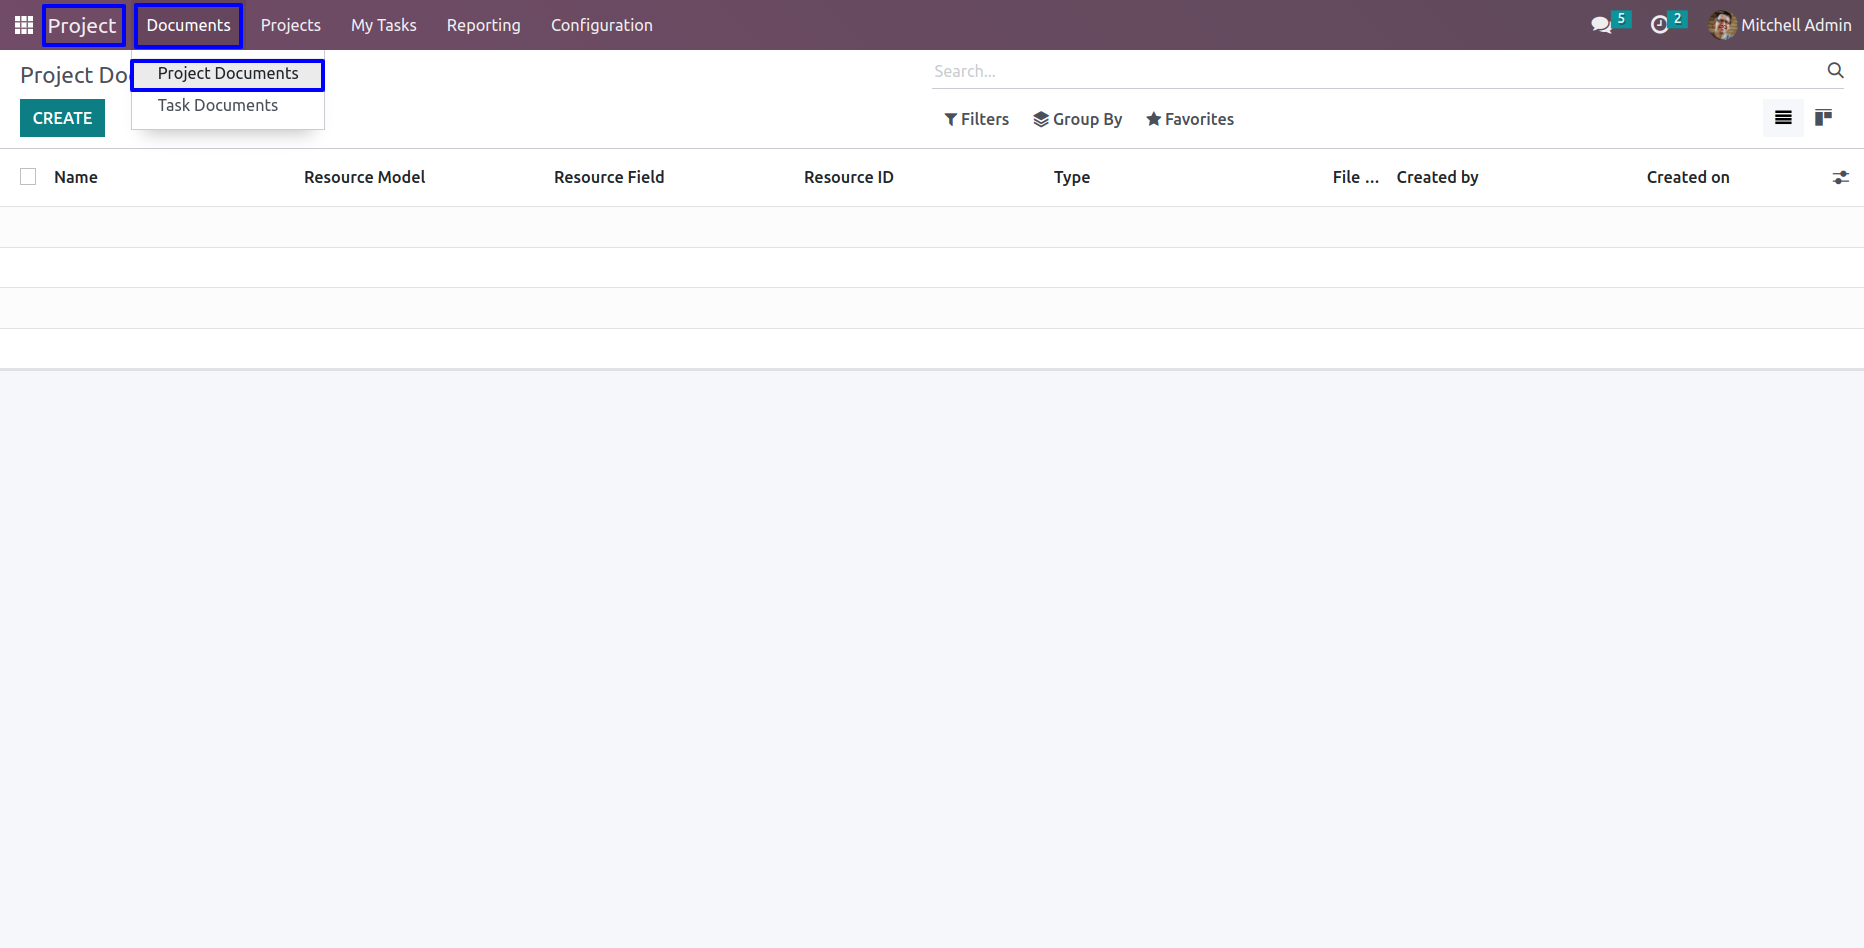 Project Documents Projects My Tasks Reporting Configuration 5 2 Mitchell Admin
Project Do
Project Documents
Task Documents
Search...
CREATE
Filters Group By Favorites
Name Resource Model Resource Field Resource ID Type File ... Created by Created on